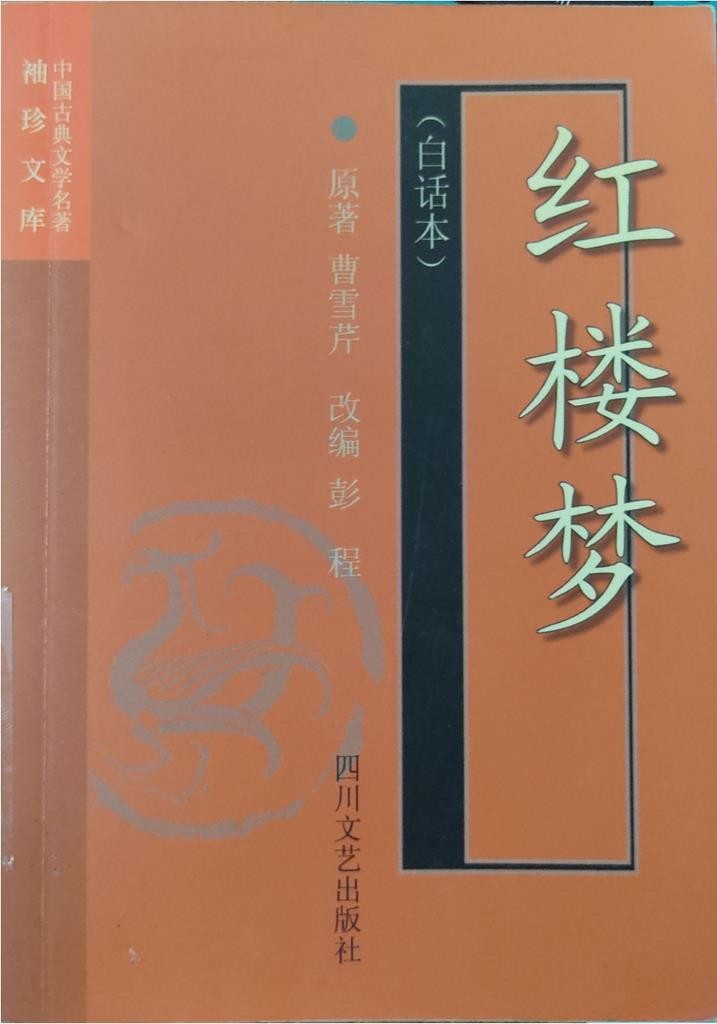 红楼梦
（白话本）
原著 曹雪芹 改编 彭程
四川文艺出版社
中国古典文学名著
袖珍文库